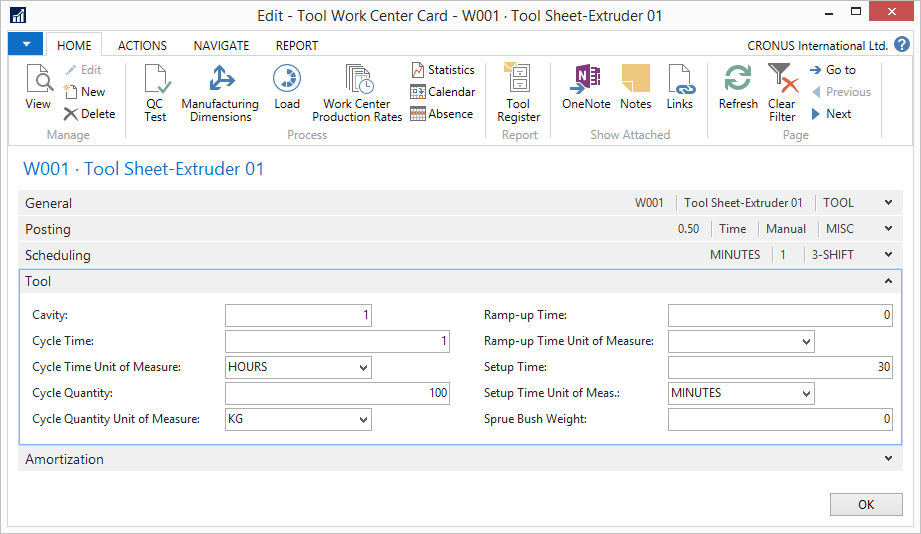 Edit - Tool Work Center Card - W001 · Tool Sheet-Extruder 01
HOME ACTIONS NAVIGATE REPORT CRONUS International Ltd. ?
View Edit New Delete
Manage
QC Test Manufacturing Dimensions Load Work Center Production Rates Statistics Calendar Absence
Process
Tool Register
Report
OneNote Notes Links
Show Attached
Refresh Clear Filter Go to Previous Next
Page
W001 · Tool Sheet-Extruder 01
General W001 Tool Sheet-Extruder 01 TOOL
Posting 0.50 Time Manual MISC
Scheduling MINUTES 1 3-SHIFT
Tool
Cavity: 1
Cycle Time: 1
Cycle Time Unit of Measure: HOURS
Cycle Quantity: 100
Cycle Quantity Unit of Measure: KG
Ramp-up Time: 0
Ramp-up Time Unit of Measure:
Setup Time: 30
Setup Time Unit of Meas.: MINUTES
Sprue Bush Weight: 0
Amortization
OK